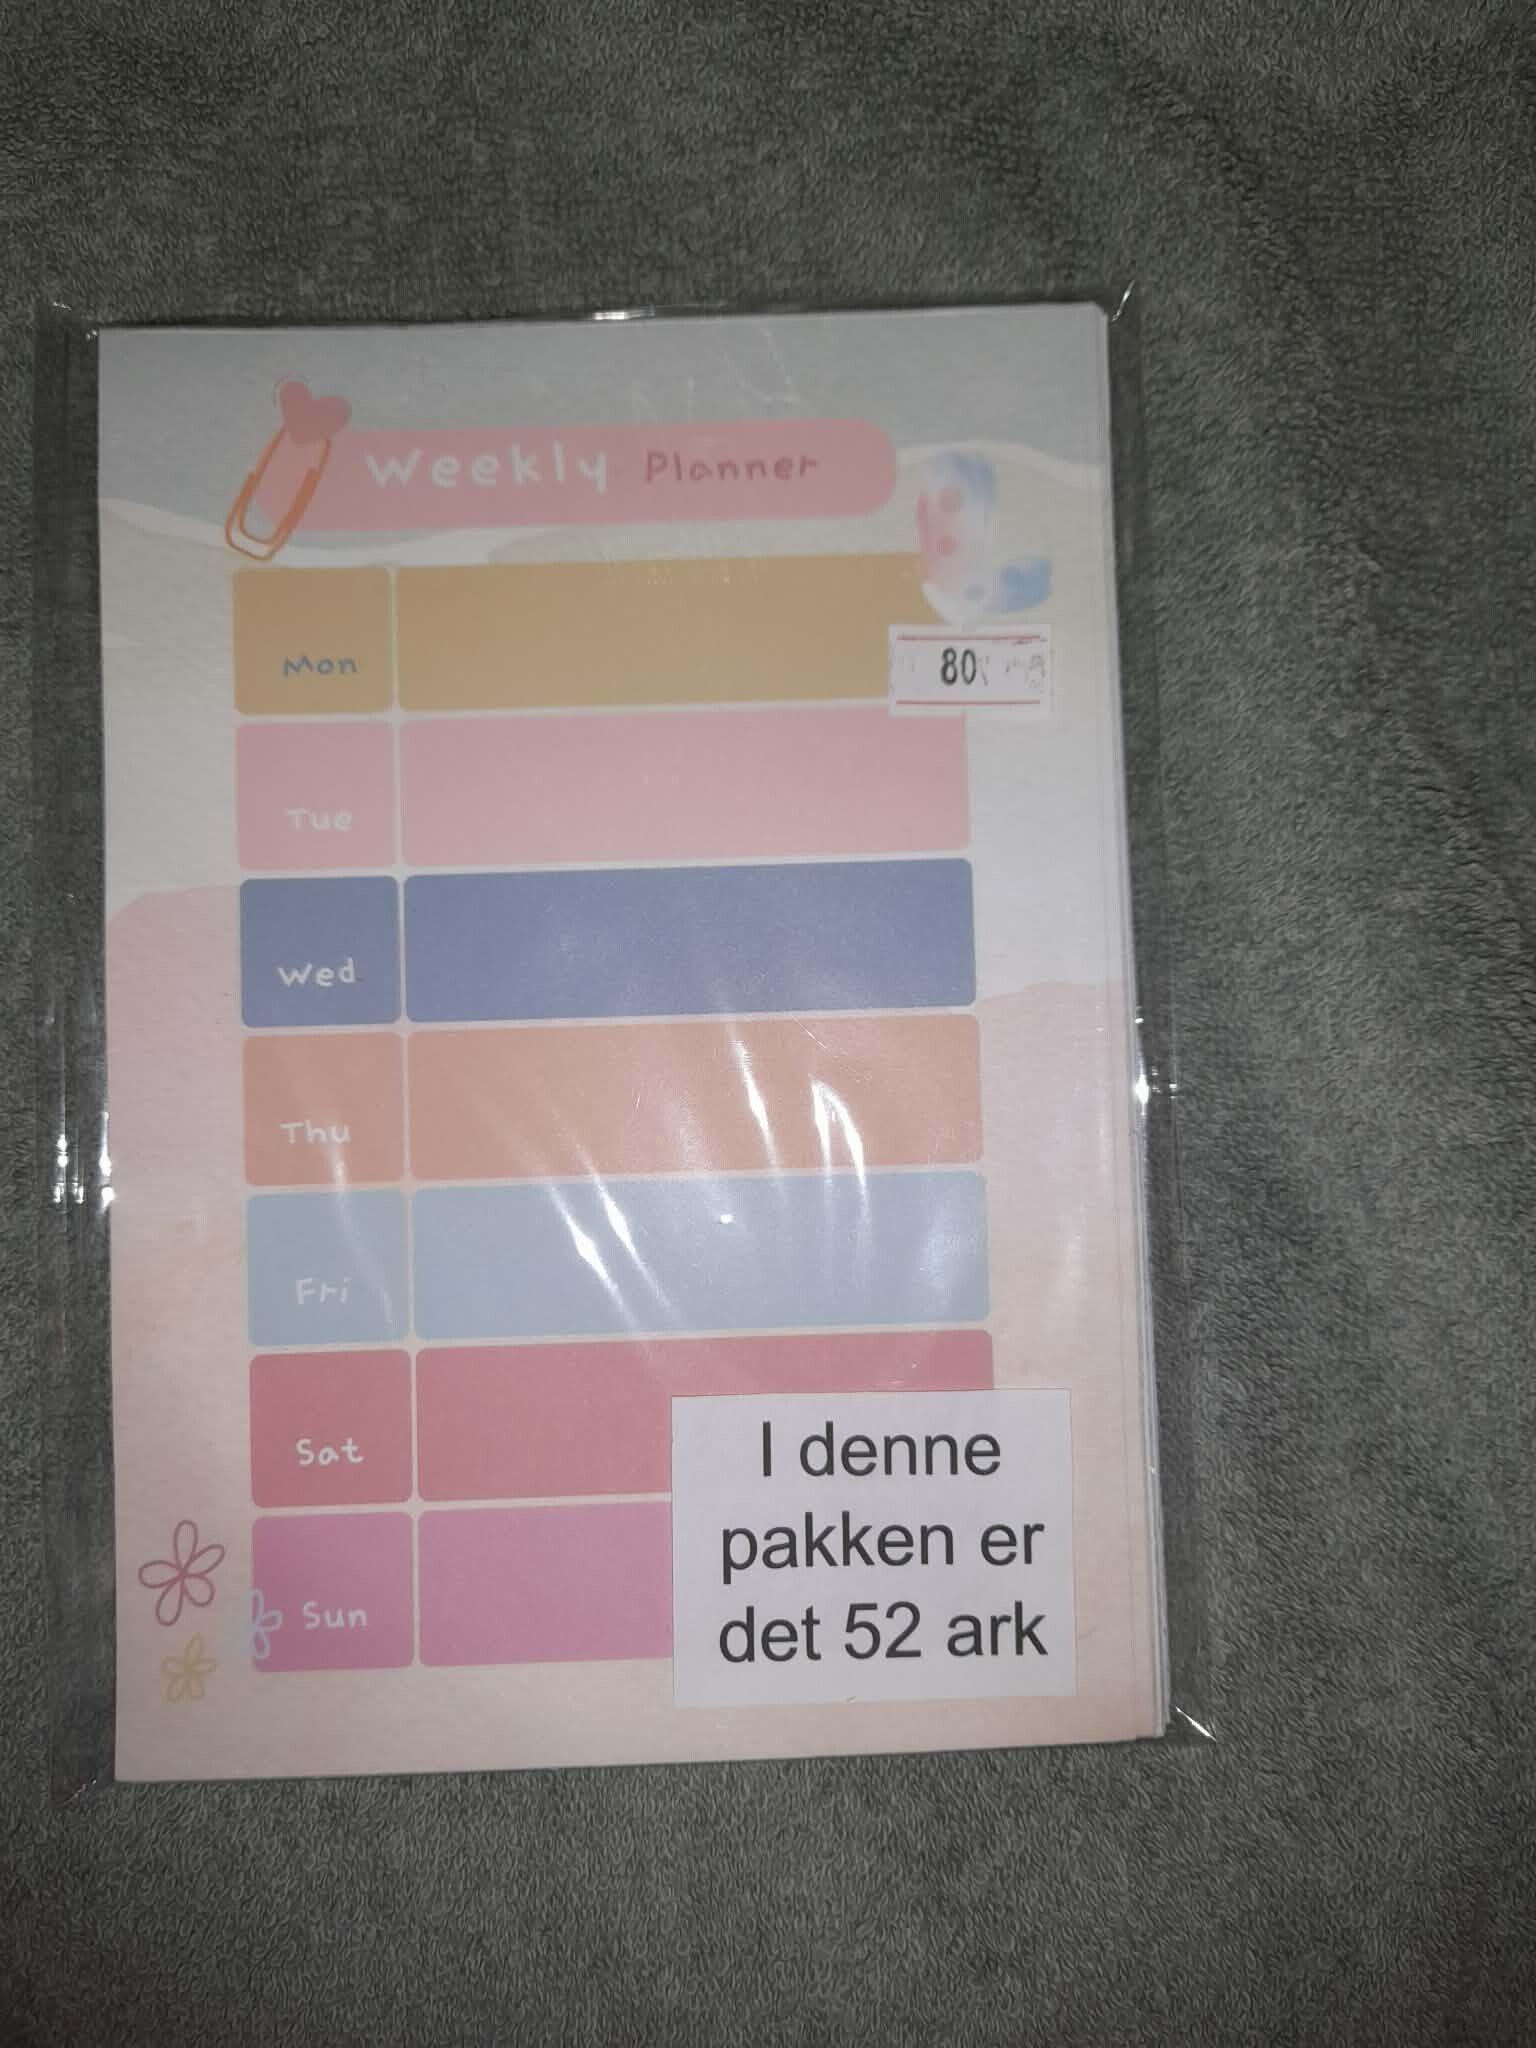 Weekly Planner
Mon
80
Tue
Wed
Thu
Fri
Sat
Sun
I denne
pakken er
det 52 ark